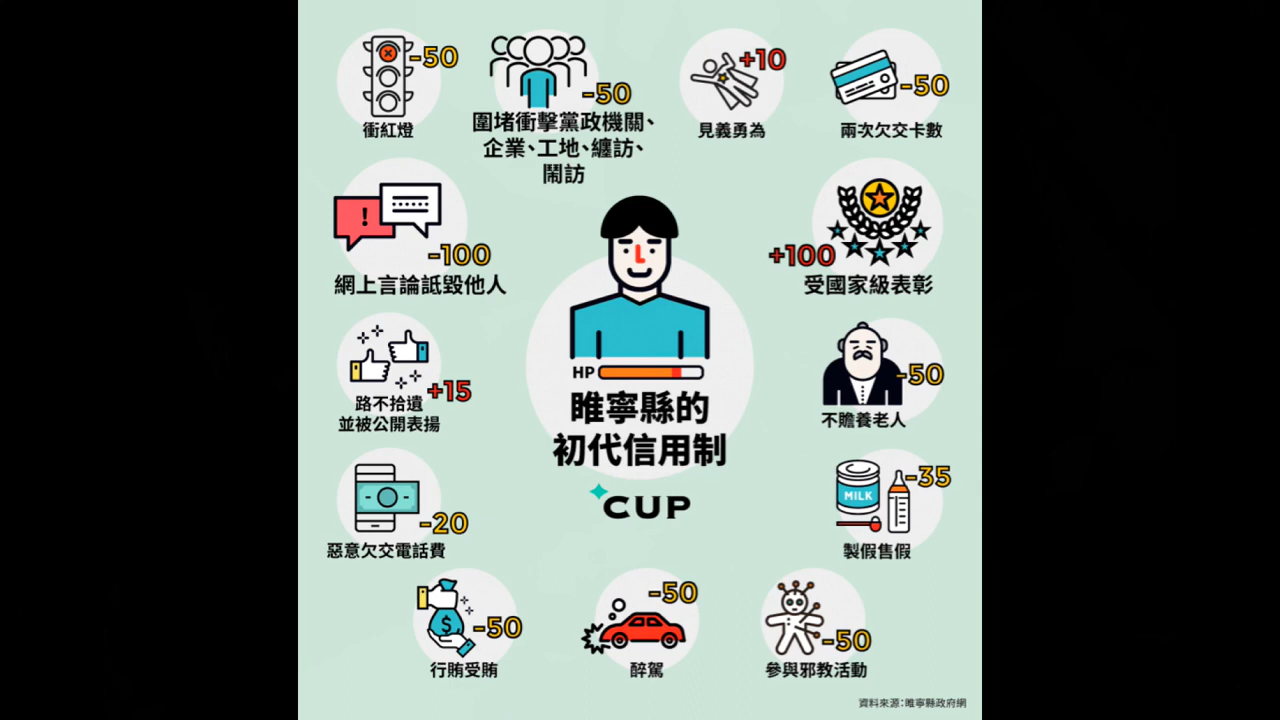 -50
衝紅燈
-50
圍堵衝擊黨政機關、
企業、工地、纏訪、
鬧訪
+10
見義勇為
-50
兩次欠交卡數
!
-100
網上言論詆毀他人
+100
受國家級表彰
+15
路不拾遺
並被公開表揚
HP
睢寧縣的
初代信用制
CUP
-50
不贍養老人
-20
惡意欠交電話費
MILK
-35
製假售假
$
-50
行賄受賄
-50
醉駕
-50
參與邪教活動
資料來源:睢寧縣政府網